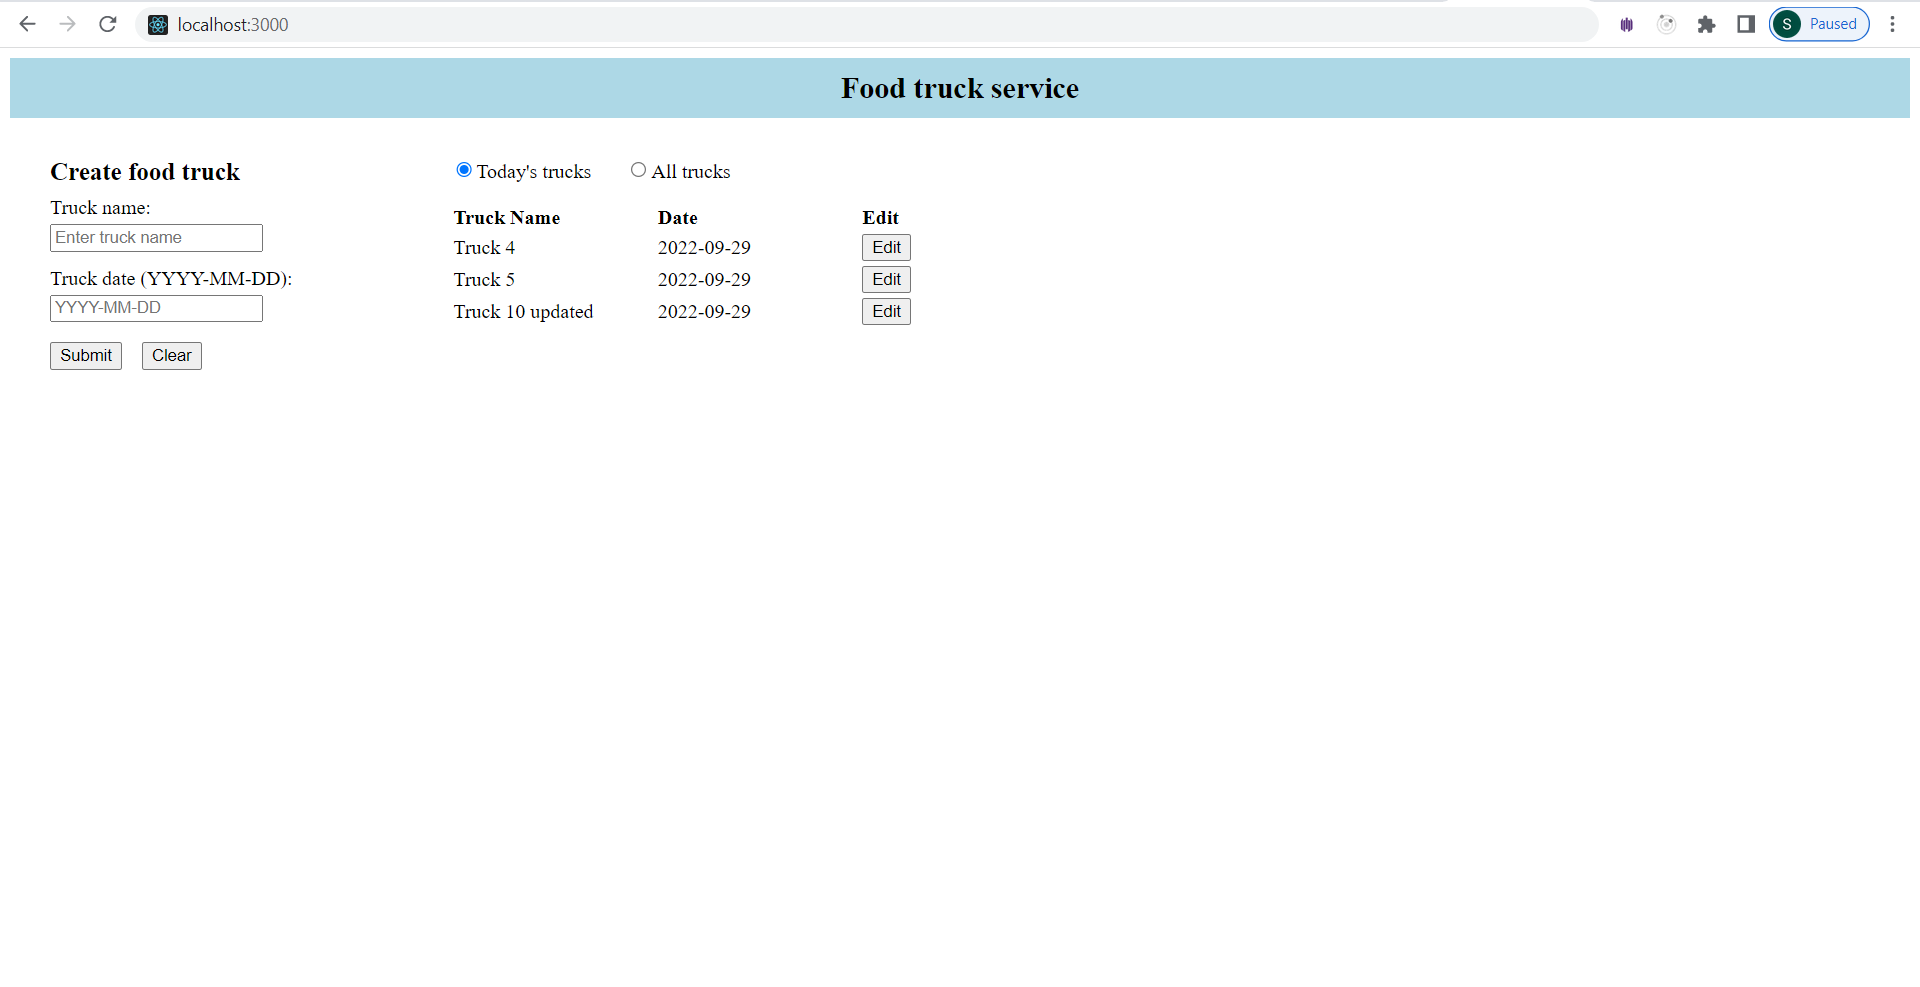 localhost:3000
S Paused
Food truck service
Create food truck
Truck name:
Enter truck name
Truck date (YYYY-MM-DD):
YYYY-MM-DD
Submit Clear
Today's trucks All trucks
Truck Name Date Edit
Truck 4 2022-09-29 Edit
Truck 5 2022-09-29 Edit
Truck 10 updated 2022-09-29 Edit